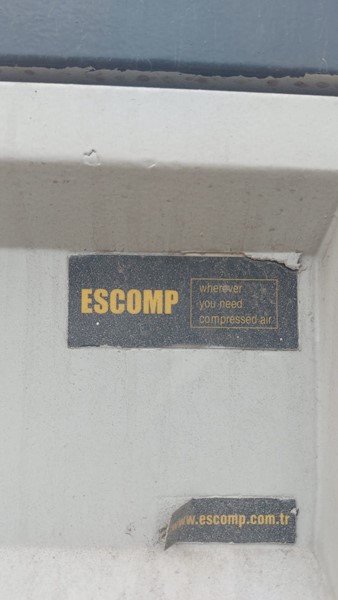 ESCOMP
wherever
you need
compressed air
www.escomp.com.tr